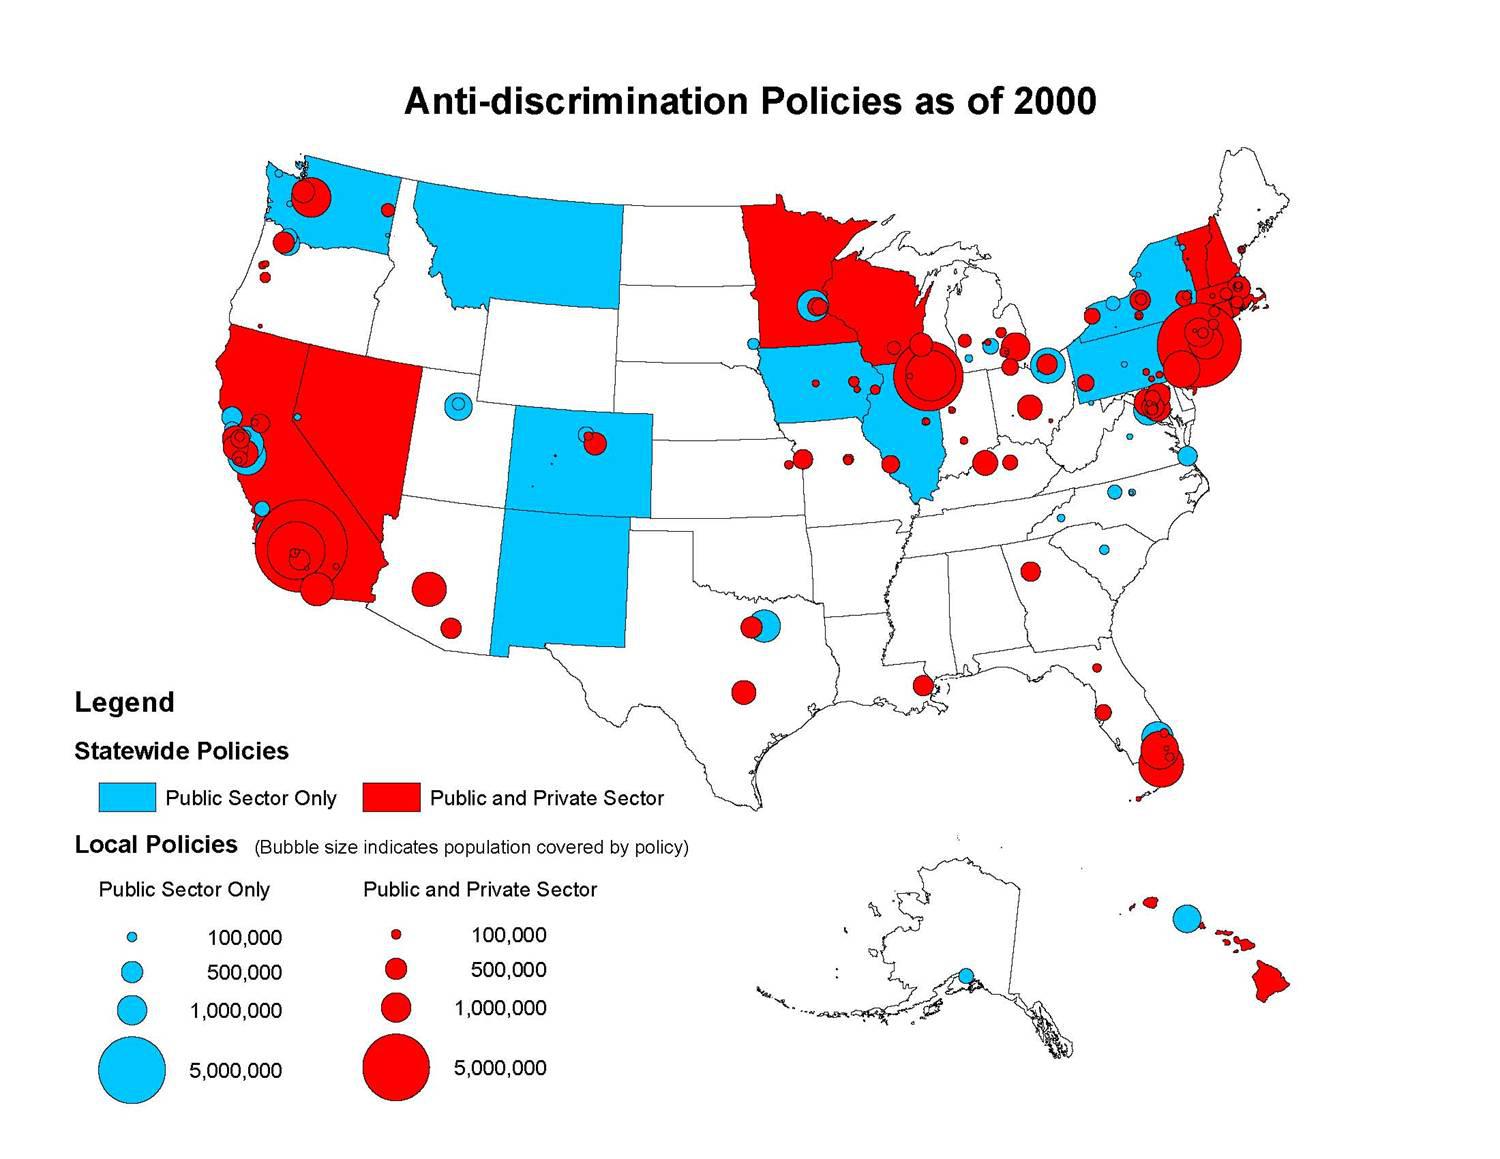 Anti-discrimination Policies as of 2000
Legend
Statewide Policies
Public Sector Only
Public and Private Sector
Local Policies (Bubble size indicates population covered by policy)
Public Sector Only
Public and Private Sector
100,000
100,000
500,000
500,000
1,000,000
1,000,000
5,000,000
5,000,000